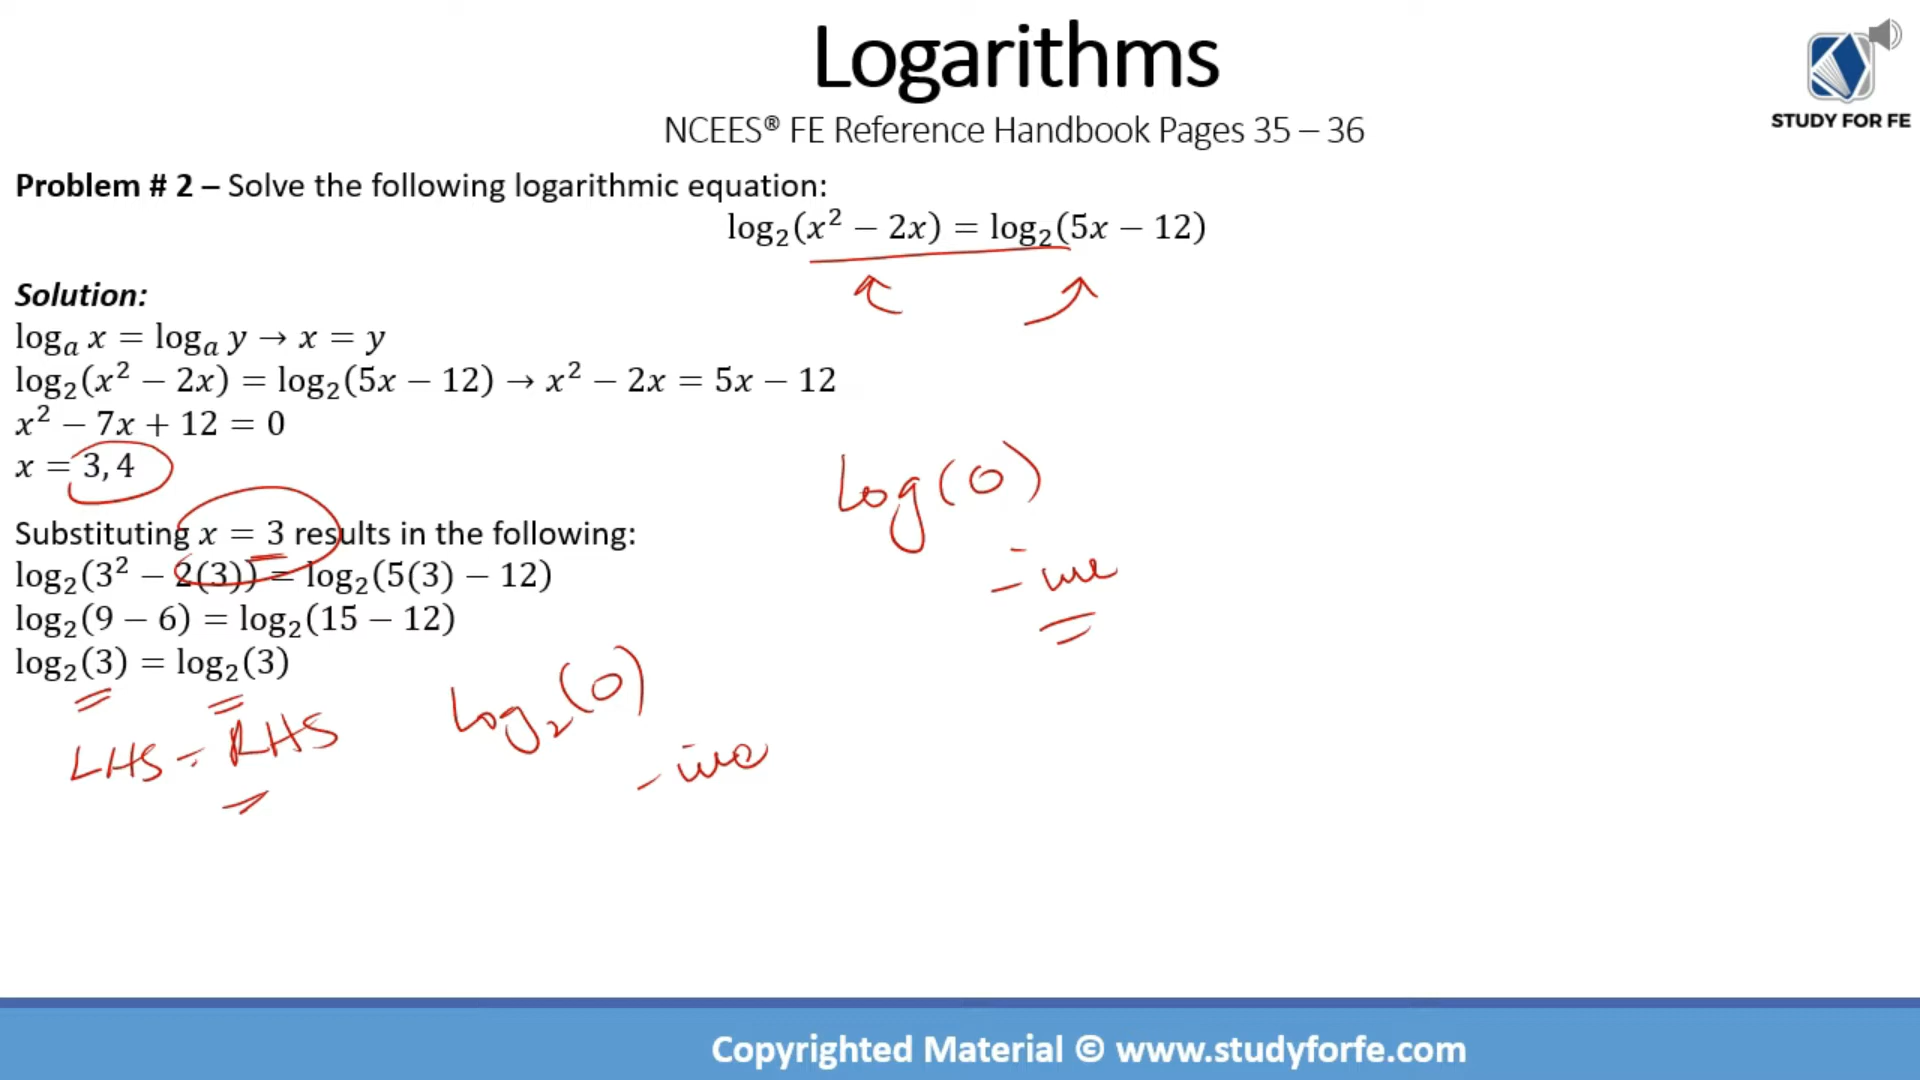 Logarithms
STUDY FOR FE
NCEES® FE Reference Handbook Pages 35 – 36
Problem # 2 – Solve the following logarithmic equation:
log₂(x² − 2x) = log₂(5x − 12)
Solution:
logₐ x = logₐ y → x = y
log₂(x² − 2x) = log₂(5x − 12) → x² − 2x = 5x − 12
x² − 7x + 12 = 0
x = 3, 4
log(0)
-ive
Substituting x = 3 results in the following:
log₂(3² − 2(3)) = log₂(5(3) − 12)
log₂(9 − 6) = log₂(15 − 12)
log₂(3) = log₂(3)
LHS = RHS
log₂(0)
-ive
Copyrighted Material © www.studyforfe.com